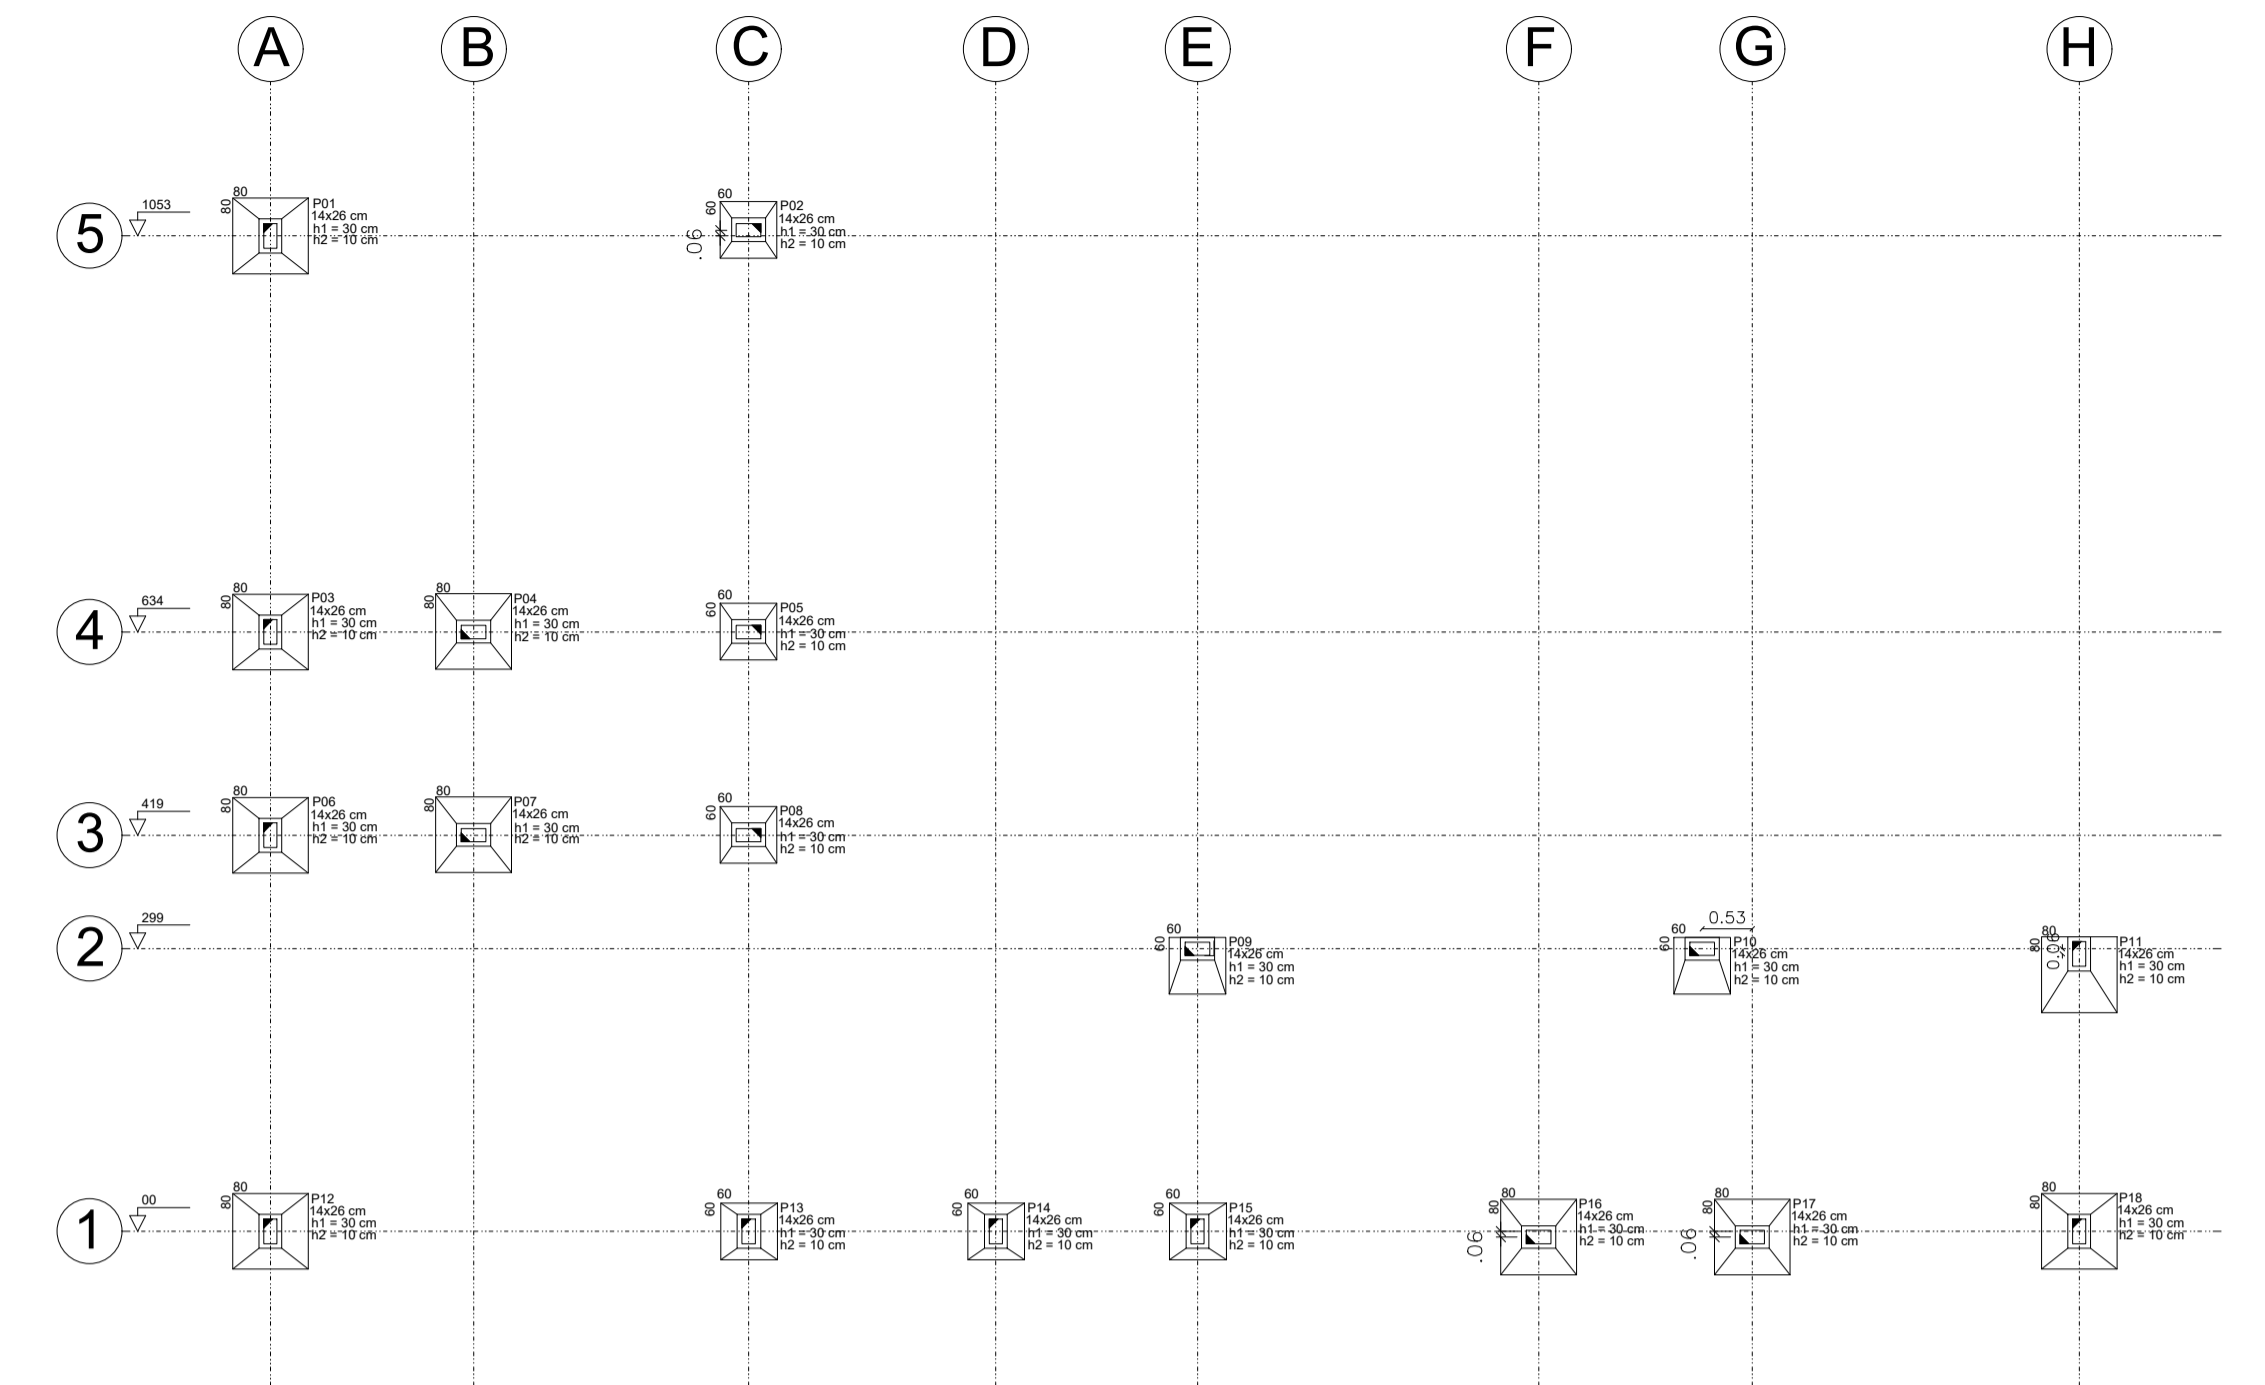 A
B
C
D
E
F
G
H
5
1053
80
80
P01
14x26 cm
h1 = 30 cm
h2 = 10 cm
60
60
.06
P02
14x26 cm
h1 = 30 cm
h2 = 10 cm
4
634
80
80
P03
14x26 cm
h1 = 30 cm
h2 = 10 cm
80
80
P04
14x26 cm
h1 = 30 cm
h2 = 10 cm
60
60
P05
14x26 cm
h1 = 30 cm
h2 = 10 cm
3
419
80
80
P06
14x26 cm
h1 = 30 cm
h2 = 10 cm
80
80
P07
14x26 cm
h1 = 30 cm
h2 = 10 cm
60
60
P08
14x26 cm
h1 = 30 cm
h2 = 10 cm
2
299
60
60
P09
14x26 cm
h1 = 30 cm
h2 = 10 cm
0.53
60
60
P10
14x26 cm
h1 = 30 cm
h2 = 10 cm
80
80
0.06
P11
14x26 cm
h1 = 30 cm
h2 = 10 cm
1
00
80
80
P12
14x26 cm
h1 = 30 cm
h2 = 10 cm
60
60
P13
14x26 cm
h1 = 30 cm
h2 = 10 cm
60
60
P14
14x26 cm
h1 = 30 cm
h2 = 10 cm
60
60
P15
14x26 cm
h1 = 30 cm
h2 = 10 cm
80
80
.06
P16
14x26 cm
h1 = 30 cm
h2 = 10 cm
80
80
.06
P17
14x26 cm
h1 = 30 cm
h2 = 10 cm
80
80
P18
14x26 cm
h1 = 30 cm
h2 = 10 cm